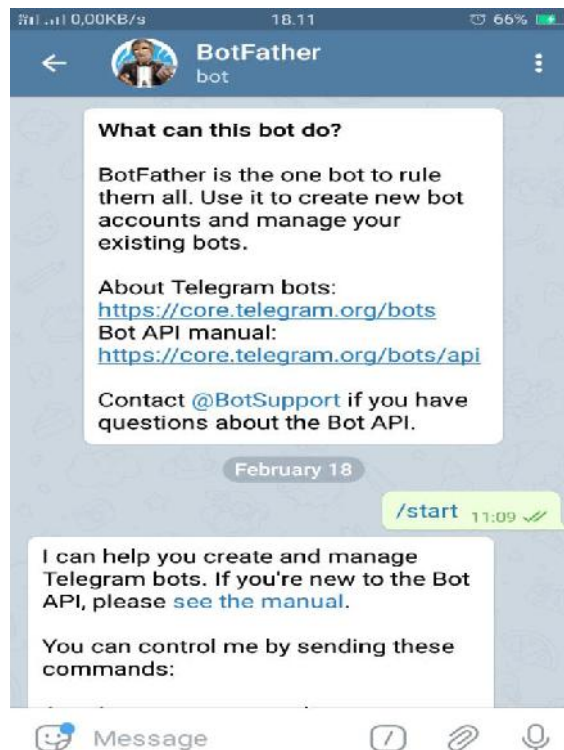 0,00KB/s 18.11 66%
BotFather
bot
What can this bot do?
BotFather is the one bot to rule
them all. Use it to create new bot
accounts and manage your
existing bots.
About Telegram bots:
https://core.telegram.org/bots
Bot API manual:
https://core.telegram.org/bots/api
Contact @BotSupport if you have
questions about the Bot API.
February 18
/start 11:09
I can help you create and manage
Telegram bots. If you're new to the Bot
API, please see the manual.
You can control me by sending these
commands:
Message